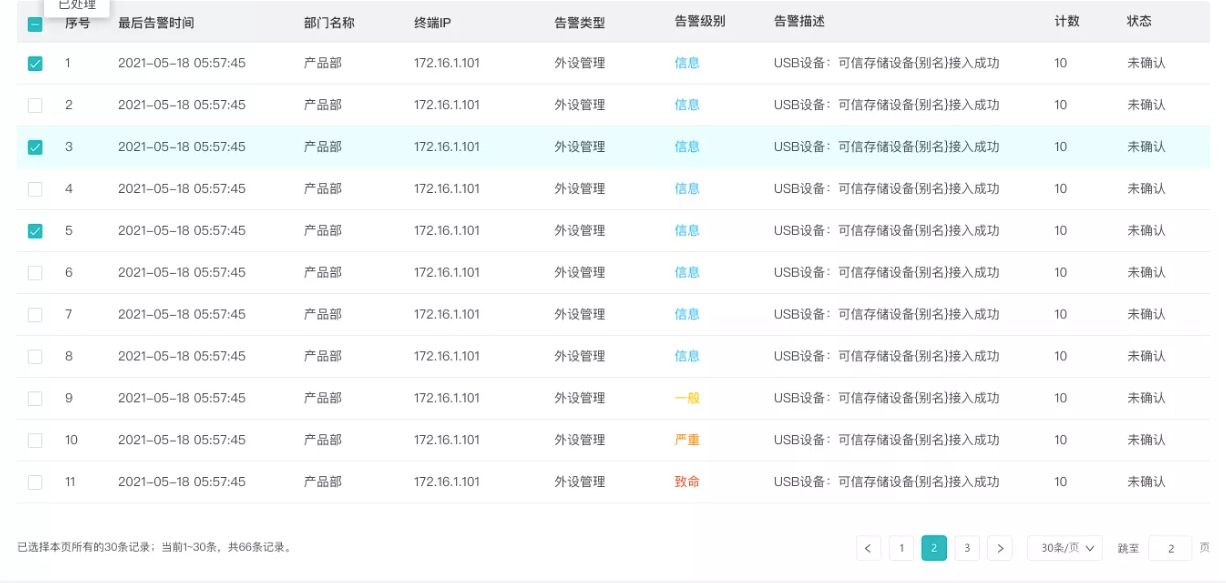 已处理
序号 最后告警时间 部门名称 终端IP 告警类型 告警级别 告警描述 计数 状态
1 2021-05-18 05:57:45 产品部 172.16.1.101 外设管理 信息 USB设备：可信存储设备{别名}接入成功 10 未确认
2 2021-05-18 05:57:45 产品部 172.16.1.101 外设管理 信息 USB设备：可信存储设备{别名}接入成功 10 未确认
3 2021-05-18 05:57:45 产品部 172.16.1.101 外设管理 信息 USB设备：可信存储设备{别名}接入成功 10 未确认
4 2021-05-18 05:57:45 产品部 172.16.1.101 外设管理 信息 USB设备：可信存储设备{别名}接入成功 10 未确认
5 2021-05-18 05:57:45 产品部 172.16.1.101 外设管理 信息 USB设备：可信存储设备{别名}接入成功 10 未确认
6 2021-05-18 05:57:45 产品部 172.16.1.101 外设管理 信息 USB设备：可信存储设备{别名}接入成功 10 未确认
7 2021-05-18 05:57:45 产品部 172.16.1.101 外设管理 信息 USB设备：可信存储设备{别名}接入成功 10 未确认
8 2021-05-18 05:57:45 产品部 172.16.1.101 外设管理 信息 USB设备：可信存储设备{别名}接入成功 10 未确认
9 2021-05-18 05:57:45 产品部 172.16.1.101 外设管理 一般 USB设备：可信存储设备{别名}接入成功 10 未确认
10 2021-05-18 05:57:45 产品部 172.16.1.101 外设管理 严重 USB设备：可信存储设备{别名}接入成功 10 未确认
11 2021-05-18 05:57:45 产品部 172.16.1.101 外设管理 致命 USB设备：可信存储设备{别名}接入成功 10 未确认
已选择本页所有的30条记录；当前1~30条，共66条记录。 < 1 2 3 > 30条/页 跳至 2 页